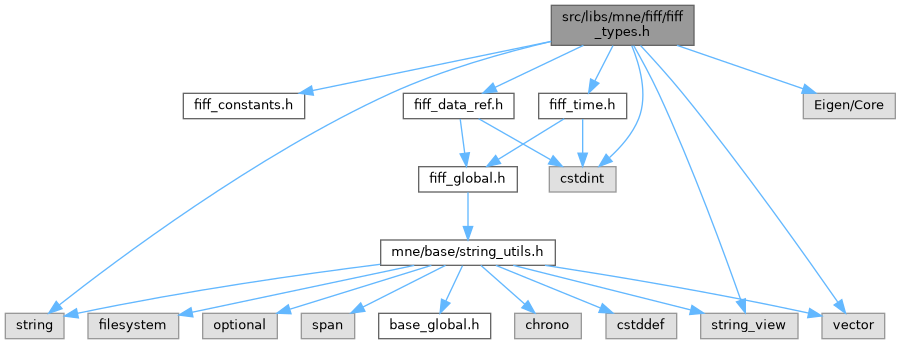 src/libs/mne/fiff/fiff
_types.h
fiff_constants.h
fiff_data_ref.h
fiff_time.h
Eigen/Core
fiff_global.h
cstdint
mne/base/string_utils.h
string
filesystem
optional
span
base_global.h
chrono
cstddef
string_view
vector